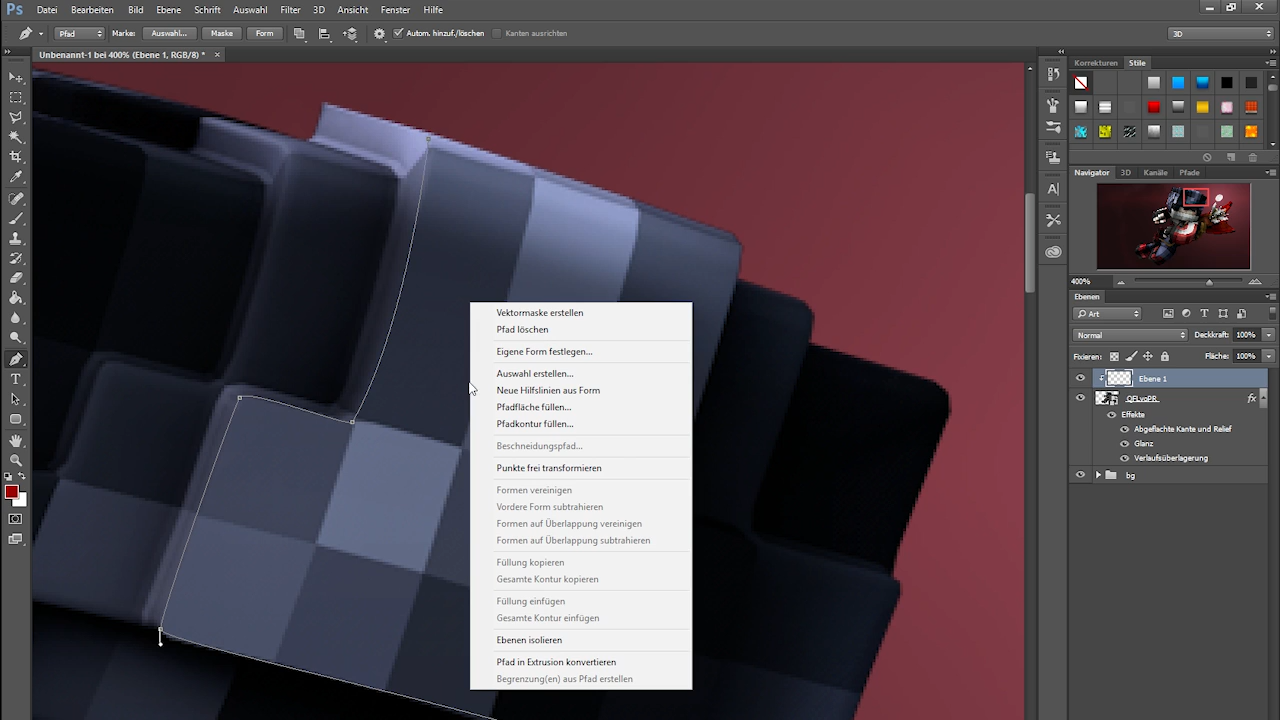 Ps Datei Bearbeiten Bild Ebene Schrift Auswahl Filter 3D Ansicht Fenster Hilfe
Pfad Marke: Auswahl... Maske Form Autom. hinzuf./löschen Kanten ausrichten 3D
Unbenannt-1 bei 400% (Ebene 1, RGB/8) *
Korrekturen Stile
Navigator 3D Kanäle Pfade
400%
Ebenen
Art
Normal Deckkraft: 100%
Fixieren: Fläche: 100%
Ebene 1
fx
Effekte
Abgeflachte Kante und Relief
Glanz
Verlaufsüberlagerung
bg
Vektormaske erstellen
Pfad löschen
Eigene Form festlegen...
Auswahl erstellen...
Neue Hilfslinien aus Form
Pfadfläche füllen...
Pfadkontur füllen...
Beschneidungspfad...
Punkte frei transformieren
Formen vereinigen
Vordere Form subtrahieren
Formen auf Überlappung vereinigen
Formen auf Überlappung subtrahieren
Füllung kopieren
Gesamte Kontur kopieren
Füllung einfügen
Gesamte Kontur einfügen
Ebenen isolieren
Pfad in Extrusion konvertieren
Begrenzung(en) aus Pfad erstellen